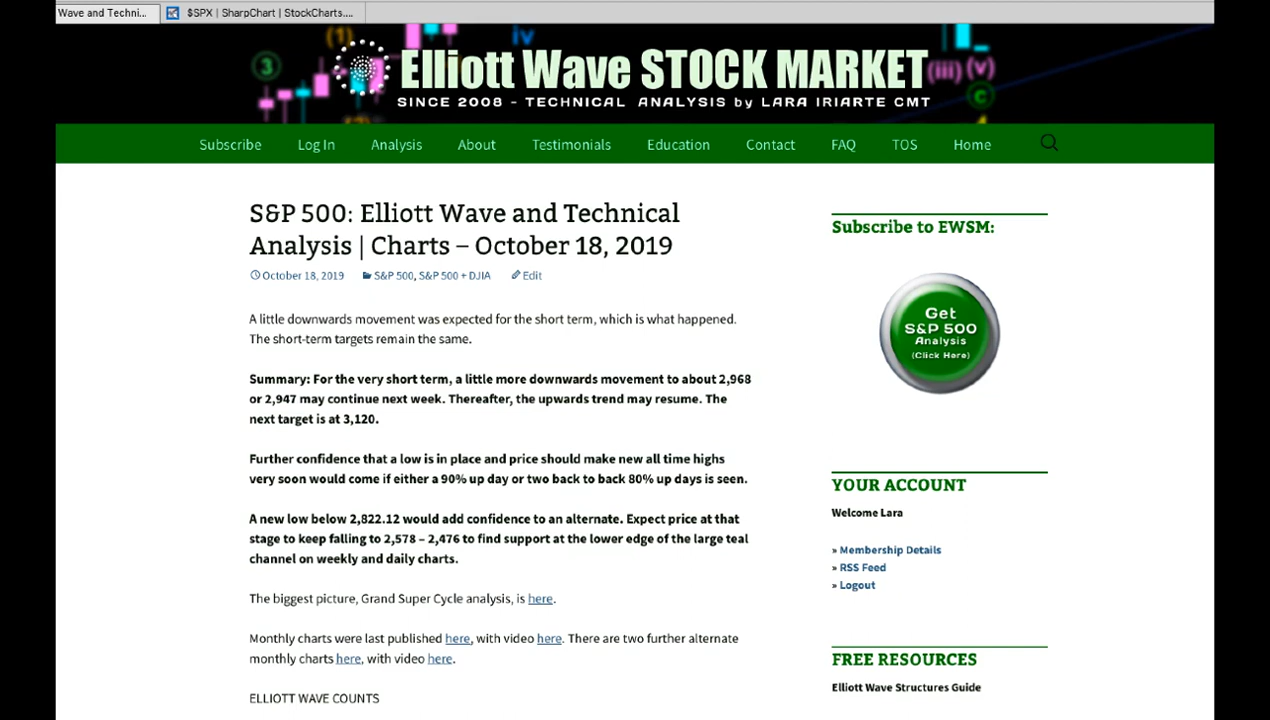 Wave and Techni...
$SPX | SharpChart | StockCharts....
(1)
iv
3
(iii)
(v)
c
Elliott Wave STOCK MARKET
SINCE 2008 - TECHNICAL ANALYSIS by LARA IRIARTE CMT
Subscribe Log In Analysis About Testimonials Education Contact FAQ TOS Home
S&P 500: Elliott Wave and Technical
Analysis | Charts – October 18, 2019
October 18, 2019 S&P 500, S&P 500 + DJIA Edit
A little downwards movement was expected for the short term, which is what happened.
The short-term targets remain the same.
Summary: For the very short term, a little more downwards movement to about 2,968
or 2,947 may continue next week. Thereafter, the upwards trend may resume. The
next target is at 3,120.
Further confidence that a low is in place and price should make new all time highs
very soon would come if either a 90% up day or two back to back 80% up days is seen.
A new low below 2,822.12 would add confidence to an alternate. Expect price at that
stage to keep falling to 2,578 – 2,476 to find support at the lower edge of the large teal
channel on weekly and daily charts.
The biggest picture, Grand Super Cycle analysis, is here.
Monthly charts were last published here, with video here. There are two further alternate
monthly charts here, with video here.
ELLIOTT WAVE COUNTS
Subscribe to EWSM:
Get
S&P 500
Analysis
(Click Here)
YOUR ACCOUNT
Welcome Lara
» Membership Details
» RSS Feed
» Logout
FREE RESOURCES
Elliott Wave Structures Guide